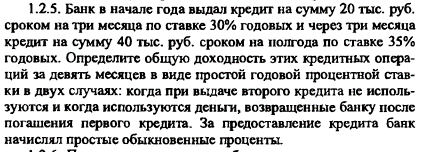 1.2.5. Банк в начале года выдал кредит на сумму 20 тыс. руб.
сроком на три месяца по ставке 30% годовых и через три месяца
кредит на сумму 40 тыс. руб. сроком на полгода по ставке 35%
годовых. Определите общую доходность этих кредитных опера-
ций за девять месяцев в виде простой годовой процентной став-
ки в двух случаях: когда при выдаче второго кредита не исполь-
зуются и когда используются деньги, возвращенные банку после
погашения первого кредита. За предоставление кредита банк
начислял простые обыкновенные проценты.